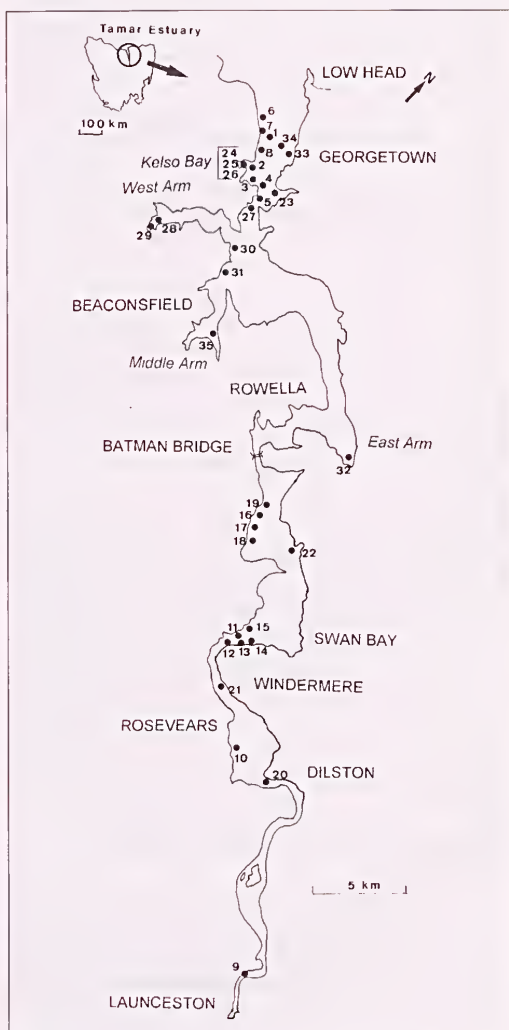 Tamar Estuary
LOW HEAD
N
100 km
6
7
1
34
8
33
GEORGETOWN
24
25
26
Kelso Bay
2
3
4
5
23
27
West Arm
29
28
30
31
BEACONSFIELD
35
Middle Arm
ROWELLA
BATMAN BRIDGE
East Arm
32
19
16
17
18
22
11
15
12
13
14
SWAN BAY
21
WINDERMERE
ROSEVEARS
10
20
DILSTON
5 km
9
LAUNCESTON